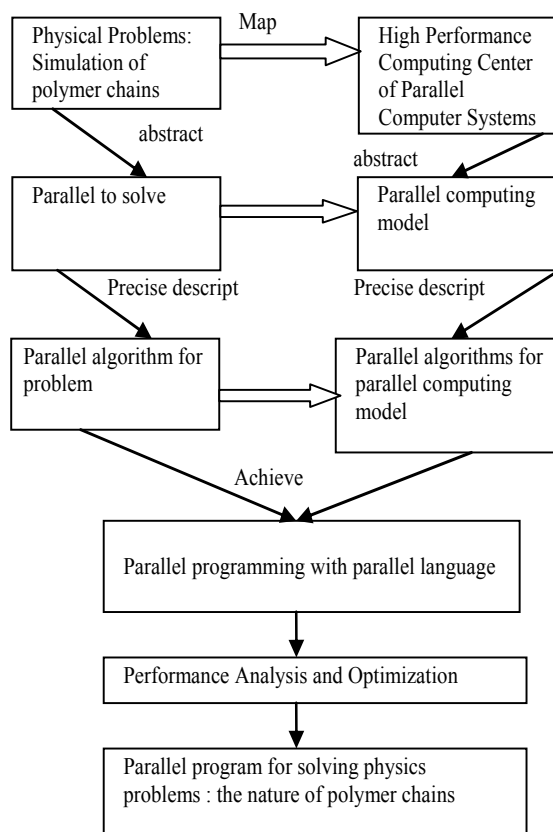 Physical Problems:
Simulation of
polymer chains
Map
High Performance
Computing Center
of Parallel
Computer Systems
abstract
abstract
Parallel to solve
Parallel computing
model
Precise descript
Precise descript
Parallel algorithm for
problem
Parallel algorithms for
parallel computing
model
Achieve
Parallel programming with parallel language
Performance Analysis and Optimization
Parallel program for solving physics
problems : the nature of polymer chains